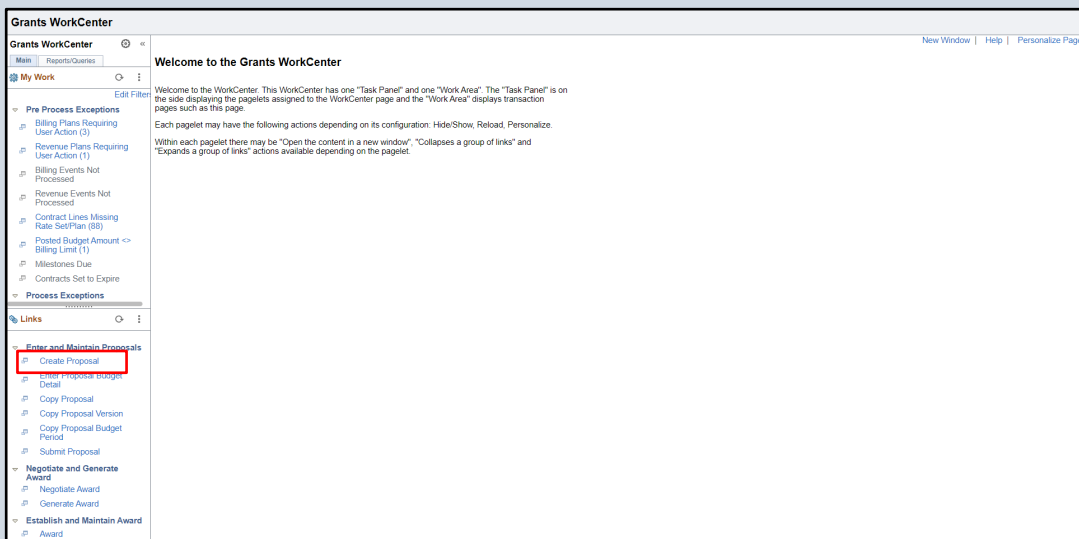 Grants WorkCenter
Grants WorkCenter
New Window | Help | Personalize Page
Main
Reports/Queries
Welcome to the Grants WorkCenter
My Work
Edit Filters
Welcome to the WorkCenter. This WorkCenter has one "Task Panel" and one "Work Area". The "Task Panel" is on
the side displaying the pagelets assigned to the WorkCenter page and the "Work Area" displays transaction
pages such as this page.
Each pagelet may have the following actions depending on its configuration: Hide/Show, Reload, Personalize.
Within each pagelet there may be "Open the content in a new window", "Collapses a group of links" and
"Expands a group of links" actions available depending on the pagelet.
Pre Process Exceptions
Billing Plans Requiring
User Action (3)
Revenue Plans Requiring
User Action (1)
Billing Events Not
Processed
Revenue Events Not
Processed
Contract Lines Missing
Rate Set/Plan (88)
Posted Budget Amount <>
Billing Limit (1)
Milestones Due
Contracts Set to Expire
Process Exceptions
Links
Enter and Maintain Proposals
Create Proposal
Enter Proposal Budget
Detail
Copy Proposal
Copy Proposal Version
Copy Proposal Budget
Period
Submit Proposal
Negotiate and Generate
Award
Negotiate Award
Generate Award
Establish and Maintain Award
Award